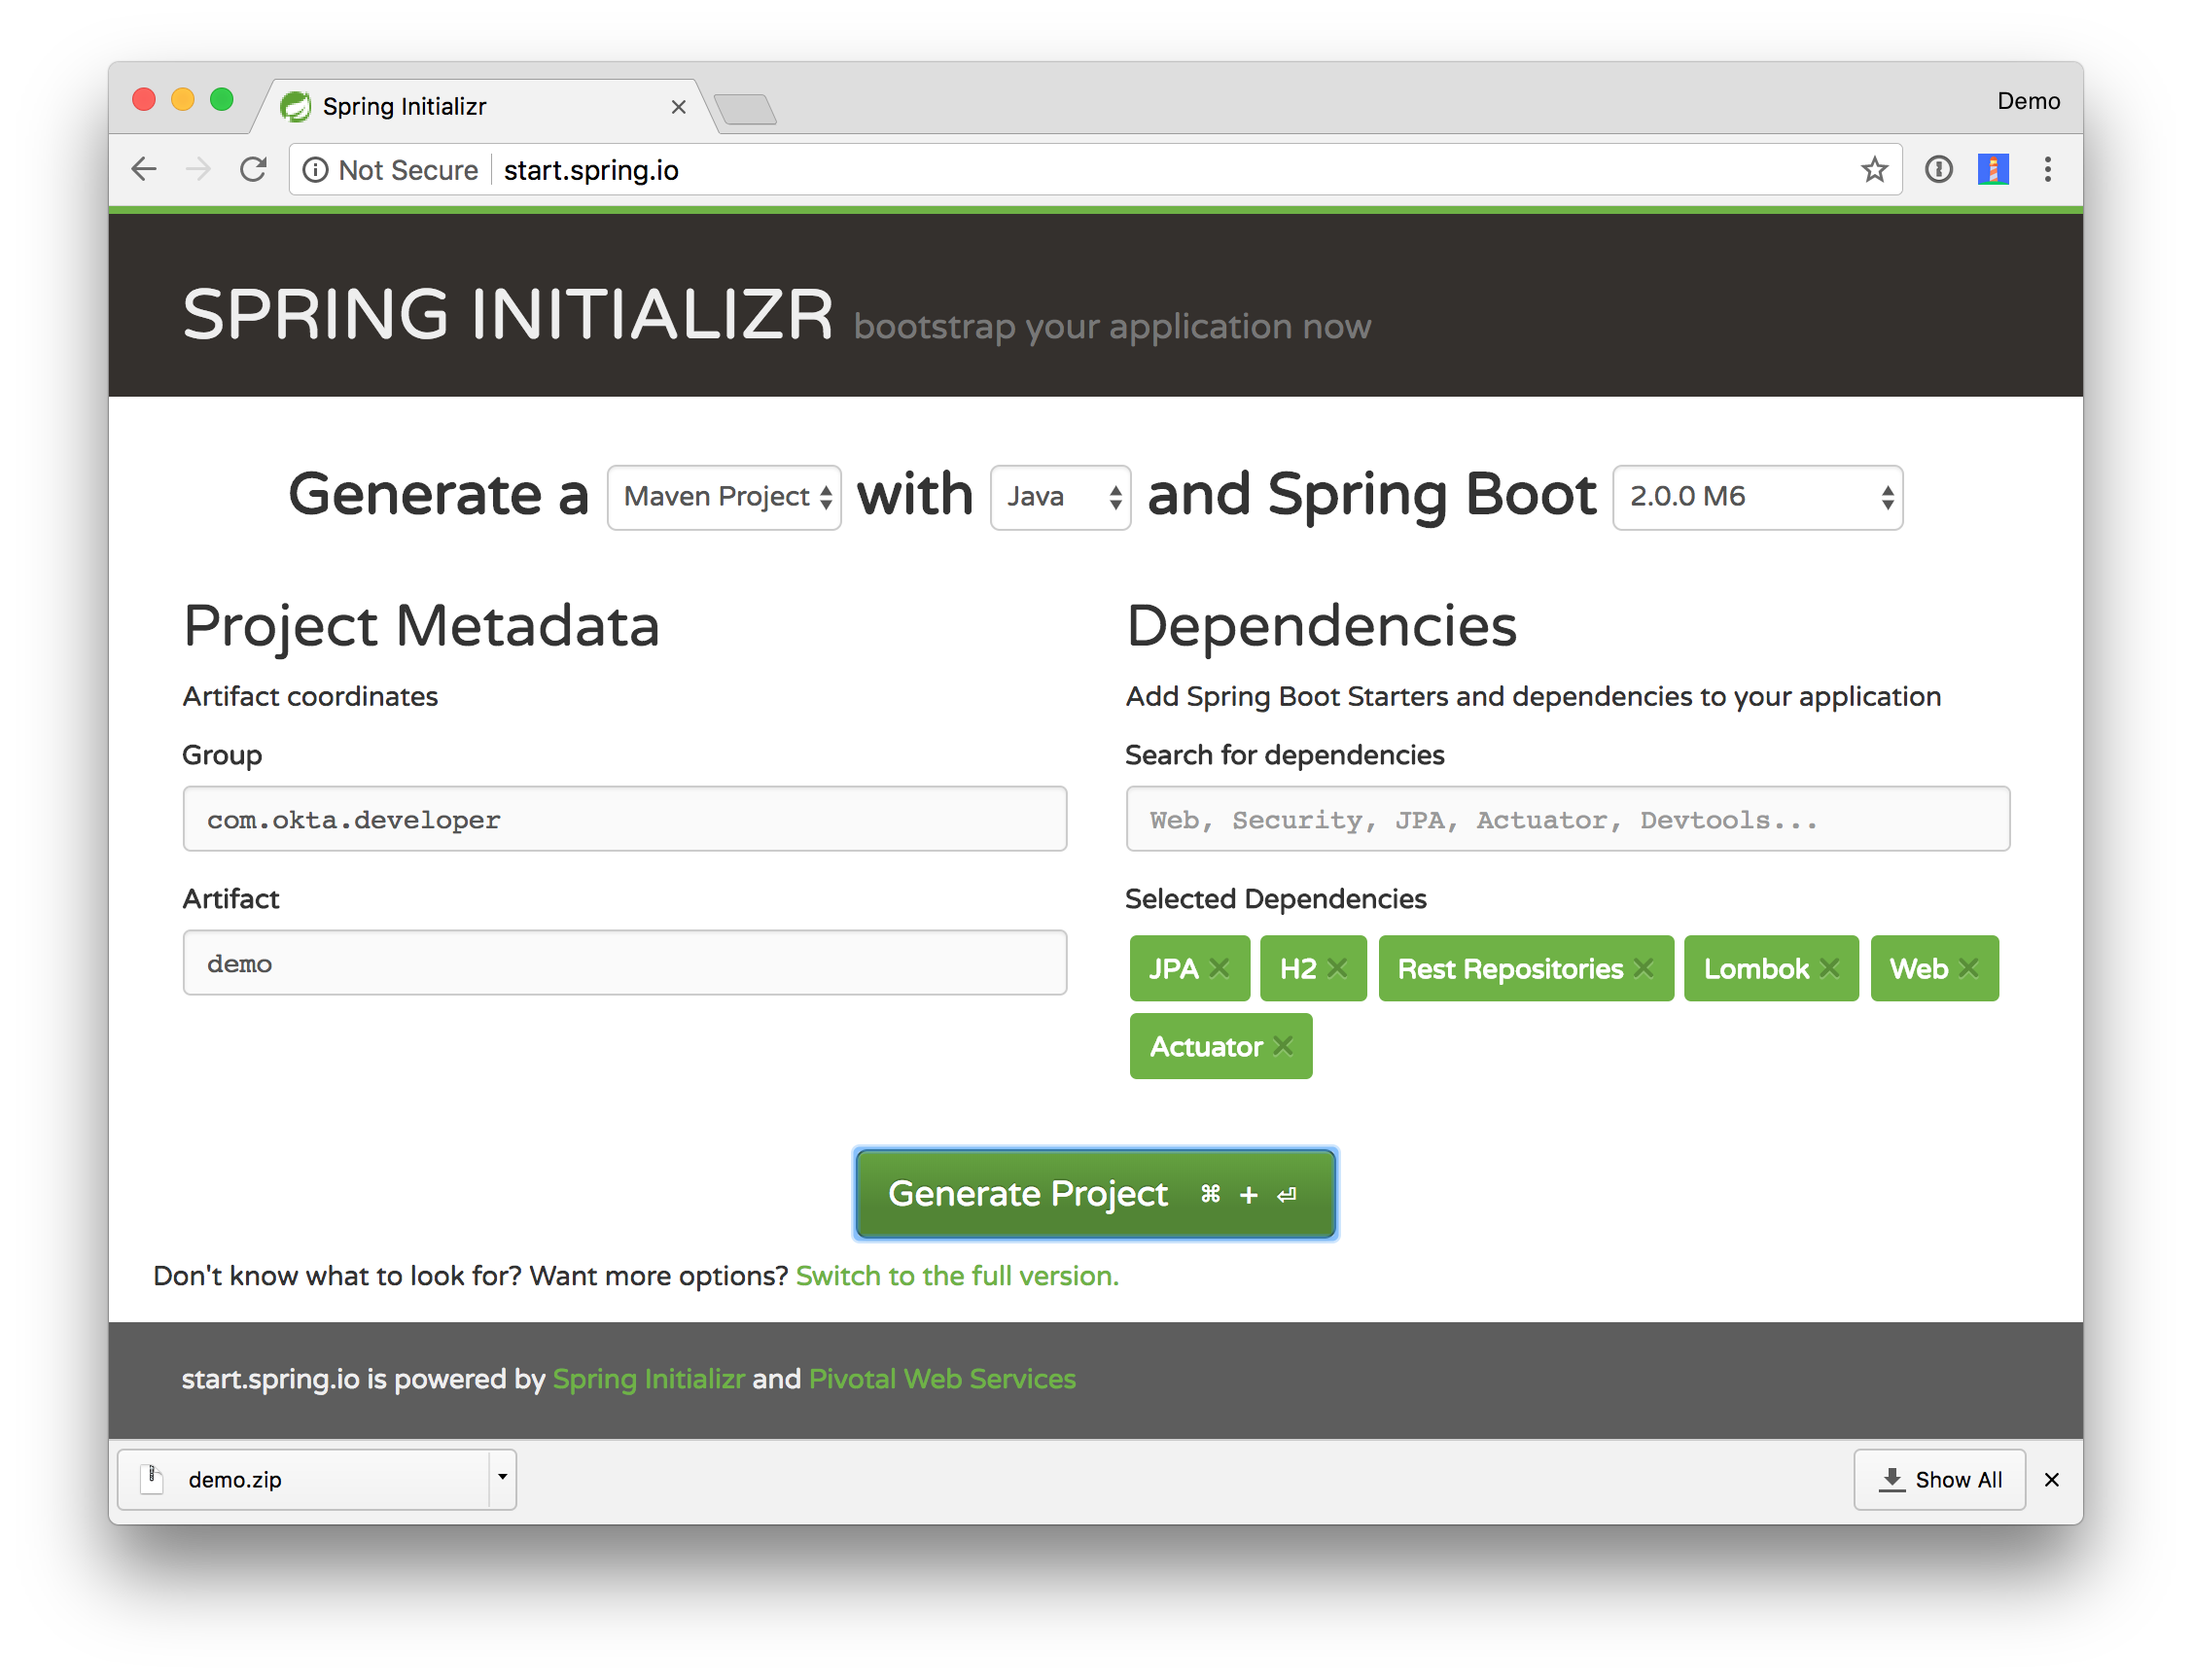 Spring Initializr
Demo
Not Secure start.spring.io
SPRING INITIALIZR bootstrap your application now
Generate a Maven Project with Java and Spring Boot 2.0.0 M6
Project Metadata
Artifact coordinates
Group
com.okta.developer
Artifact
demo
Dependencies
Add Spring Boot Starters and dependencies to your application
Search for dependencies
Web, Security, JPA, Actuator, Devtools...
Selected Dependencies
JPA × H2 × Rest Repositories × Lombok × Web ×
Actuator ×
Generate Project ⌘ + ⏎
Don't know what to look for? Want more options? Switch to the full version.
start.spring.io is powered by Spring Initializr and Pivotal Web Services
demo.zip
Show All